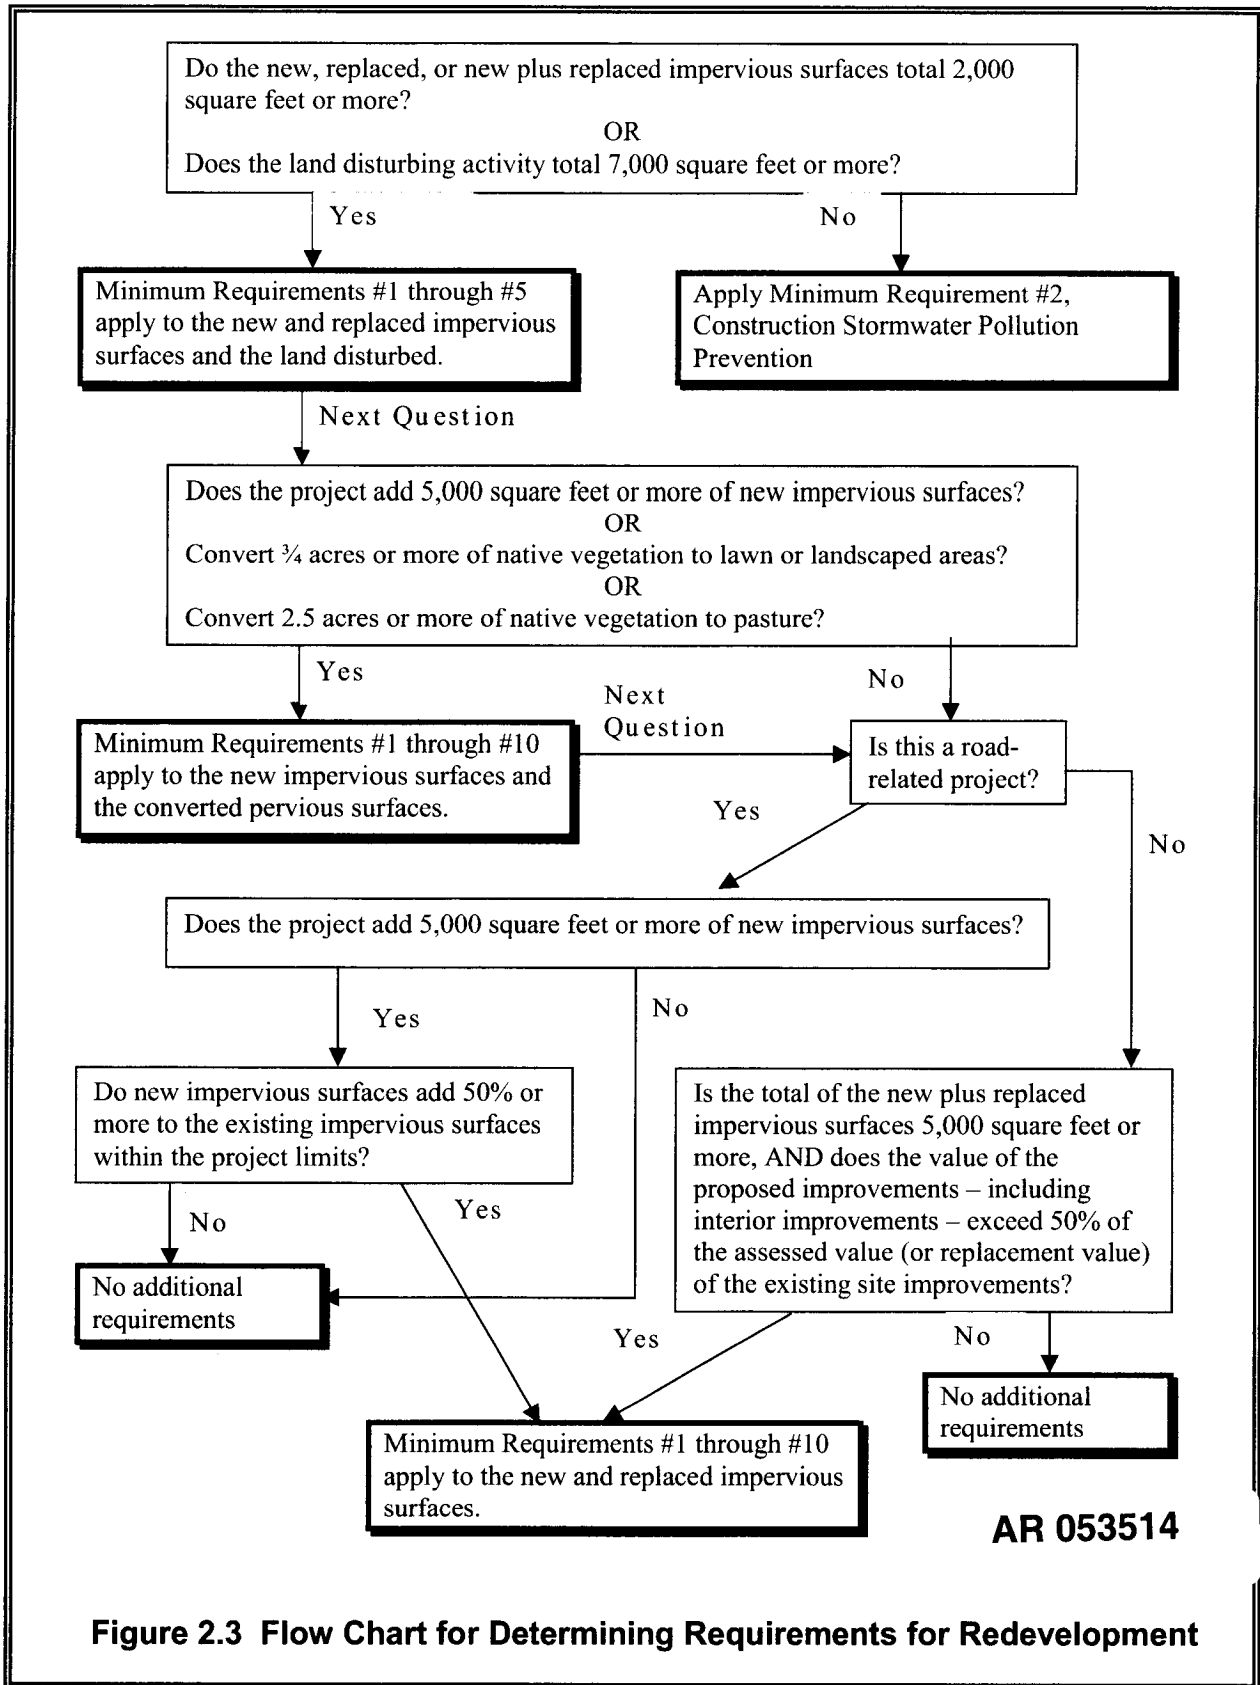 Do the new, replaced, or new plus replaced impervious surfaces total 2,000
square feet or more?
OR
Does the land disturbing activity total 7,000 square feet or more?
Yes
No
Minimum Requirements #1 through #5
apply to the new and replaced impervious
surfaces and the land disturbed.
Apply Minimum Requirement #2,
Construction Stormwater Pollution
Prevention
Next Question
Does the project add 5,000 square feet or more of new impervious surfaces?
OR
Convert ¾ acres or more of native vegetation to lawn or landscaped areas?
OR
Convert 2.5 acres or more of native vegetation to pasture?
Yes
Next
Question
No
Minimum Requirements #1 through #10
apply to the new impervious surfaces and
the converted pervious surfaces.
Is this a road-
related project?
Yes
No
Does the project add 5,000 square feet or more of new impervious surfaces?
Yes
No
Do new impervious surfaces add 50% or
more to the existing impervious surfaces
within the project limits?
Is the total of the new plus replaced
impervious surfaces 5,000 square feet or
more, AND does the value of the
proposed improvements – including
interior improvements – exceed 50% of
the assessed value (or replacement value)
of the existing site improvements?
No
Yes
No additional
requirements
Yes
No
No additional
requirements
Minimum Requirements #1 through #10
apply to the new and replaced impervious
surfaces.
AR 053514
Figure 2.3 Flow Chart for Determining Requirements for Redevelopment